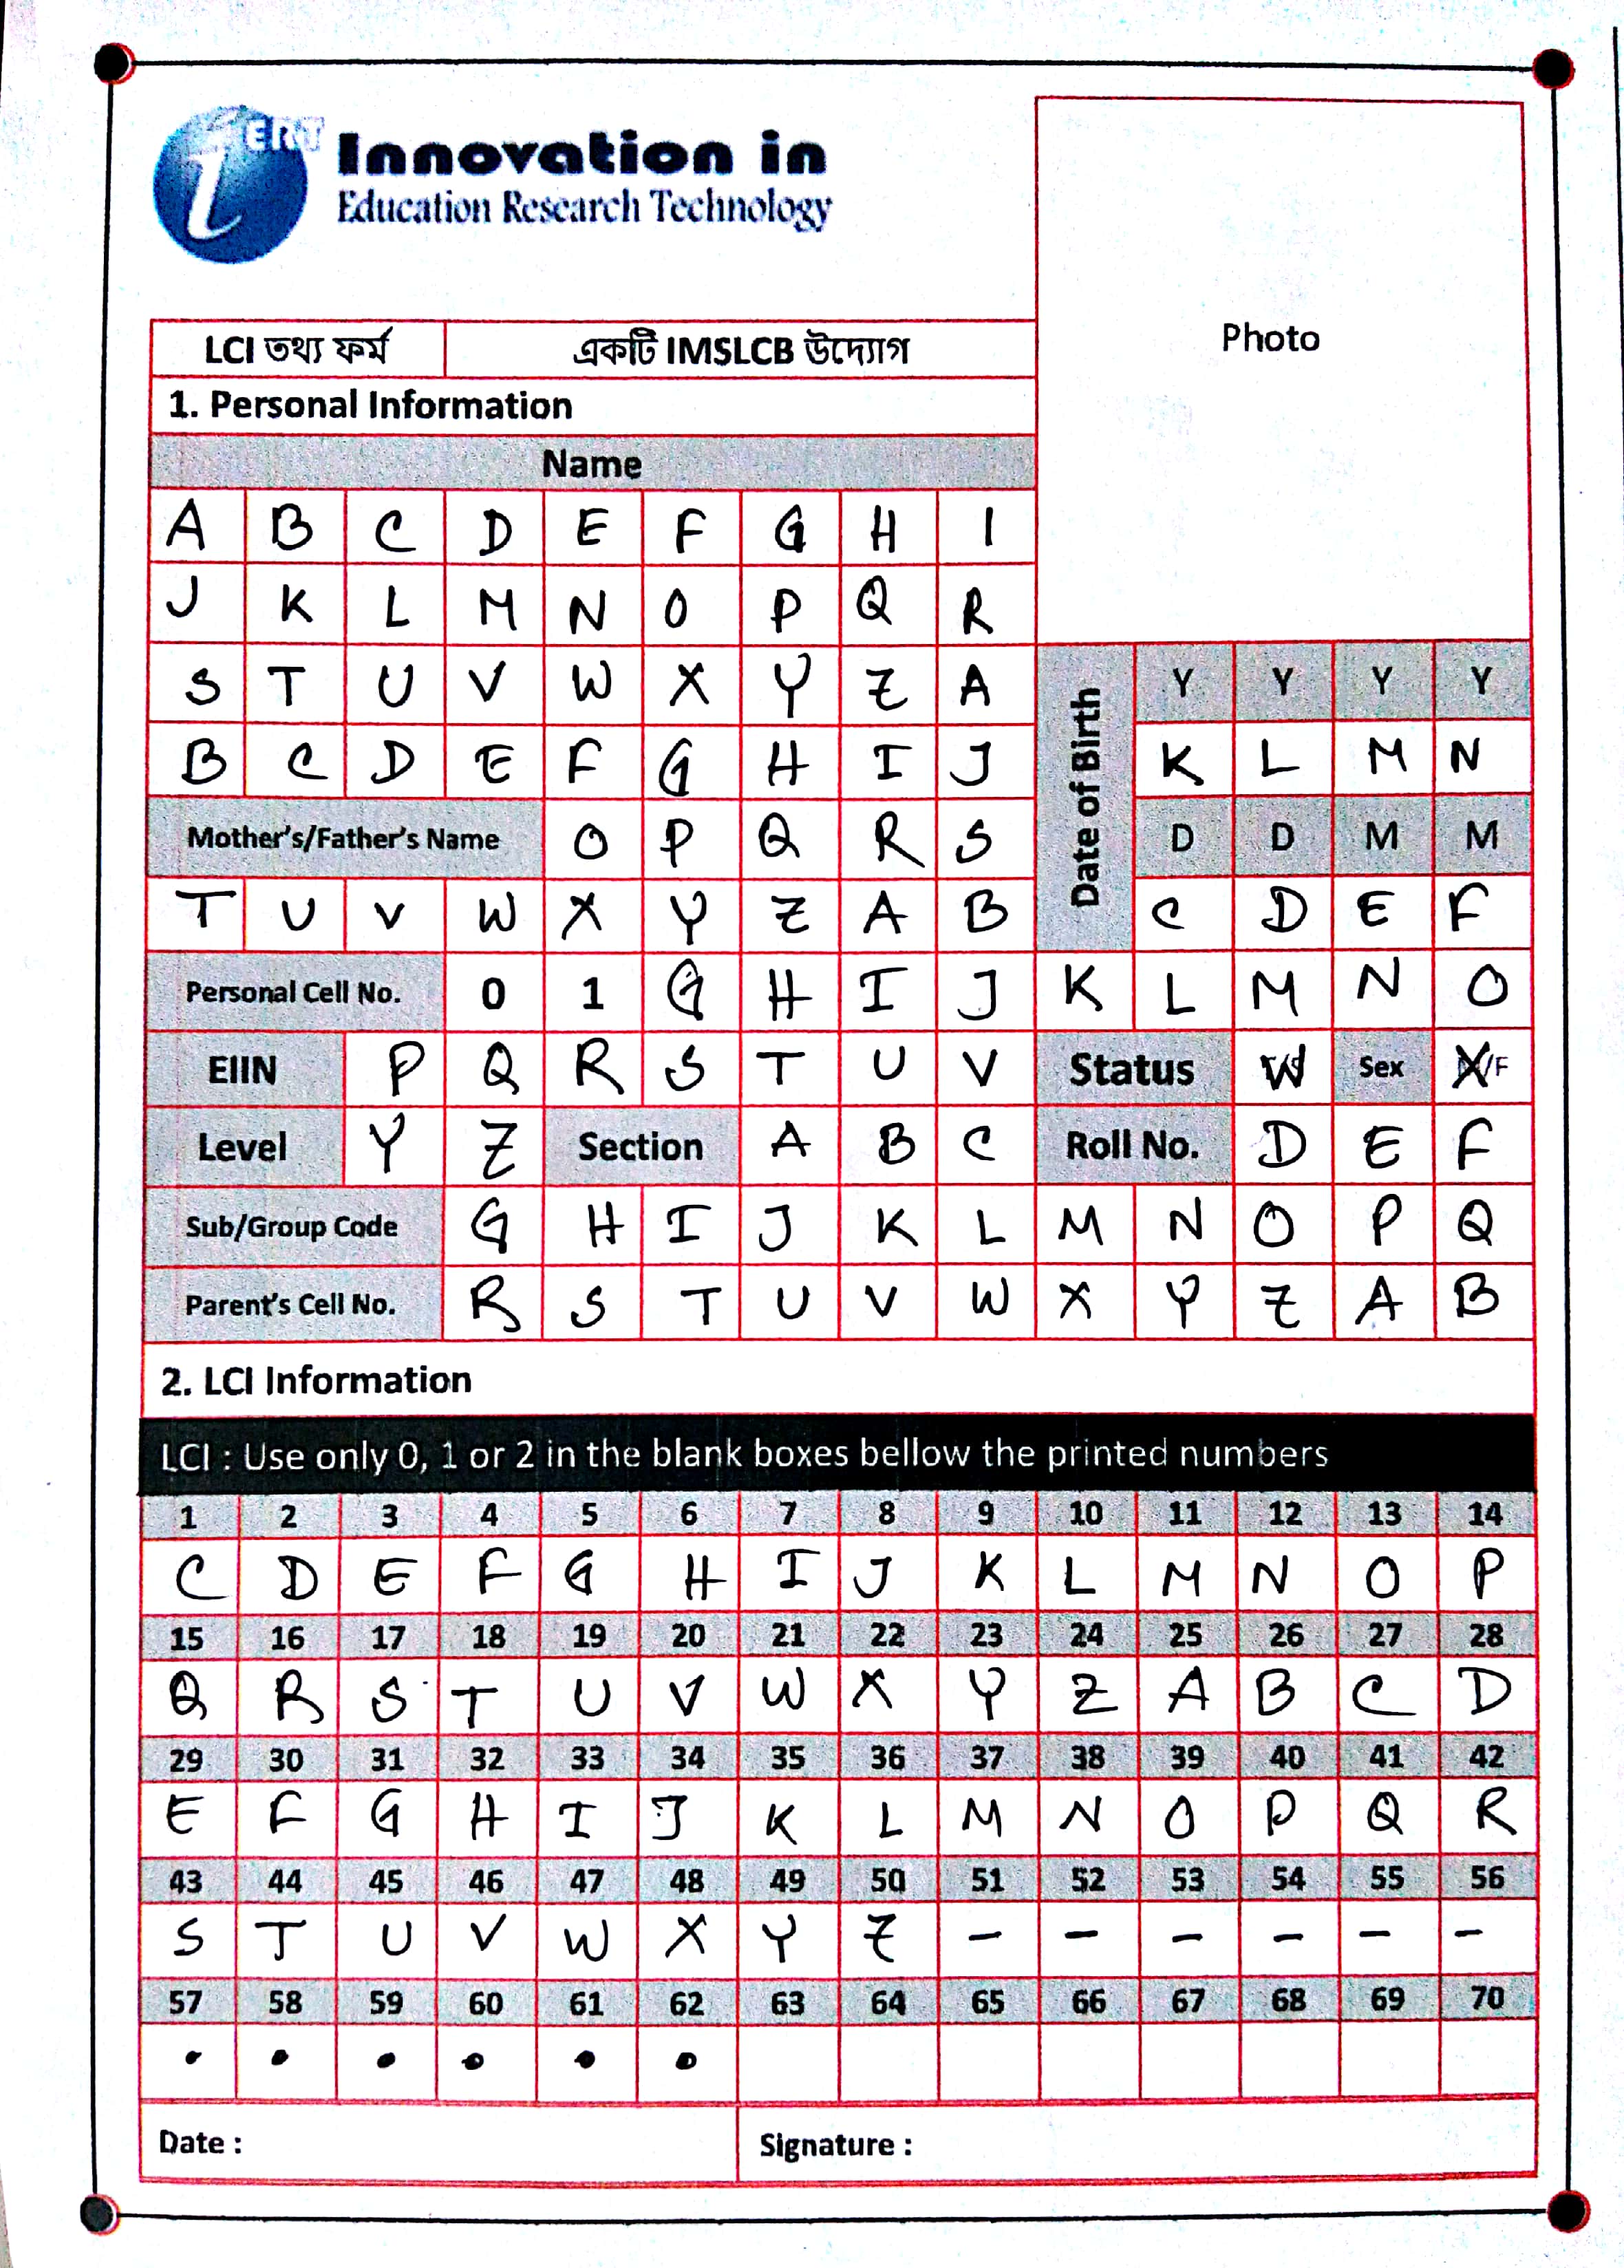 iERT Innovation in
Education Research Technology
Photo
LCI তথ্য ফর্ম একটি IMSLCB উদ্যোগ
1. Personal Information
Name
A B C D E F G H I
J K L M N O P Q R
S T U V W X Y Z A
Date of Birth
Y Y Y Y
B C D E F G H I J K L M N
Mother's/Father's Name O P Q R S D D M M
T U V W X Y Z A B C D E F
Personal Cell No. 0 1 G H I J K L M N O
EIIN P Q R S T U V Status W Sex X /F
Level Y Z Section A B C Roll No. D E F
Sub/Group Code G H I J K L M N O P Q
Parent's Cell No. R S T U V W X Y Z A B
2. LCI Information
LCI : Use only 0, 1 or 2 in the blank boxes bellow the printed numbers
1 2 3 4 5 6 7 8 9 10 11 12 13 14
C D E F G H I J K L M N O P
15 16 17 18 19 20 21 22 23 24 25 26 27 28
Q R S T U V W X Y Z A B C D
29 30 31 32 33 34 35 36 37 38 39 40 41 42
E F G H I J K L M N O P Q R
43 44 45 46 47 48 49 50 51 52 53 54 55 56
S T U V W X Y Z - - - - - -
57 58 59 60 61 62 63 64 65 66 67 68 69 70
. . . . . .
Date : Signature :